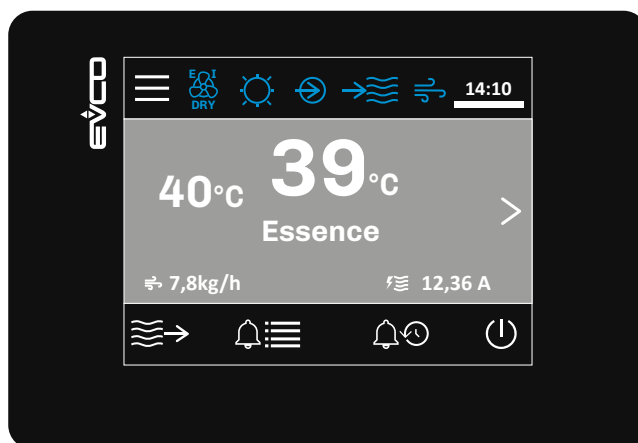 EVCO
E I
DRY
14:10
40°C
39°C
Essence
7,8kg/h
12,36 A